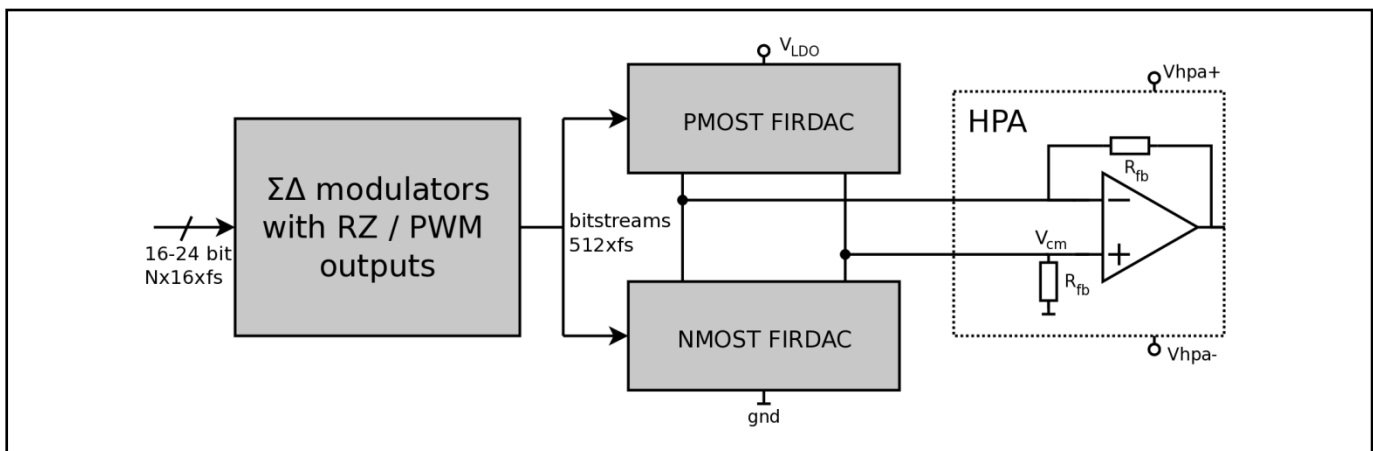 16-24 bit
Nx16xfs
ΣΔ modulators
with RZ / PWM
outputs
bitstreams
512xfs
V_LDO
PMOST FIRDAC
NMOST FIRDAC
gnd
Vhpa+
HPA
R_fb
V_cm
R_fb
Vhpa-